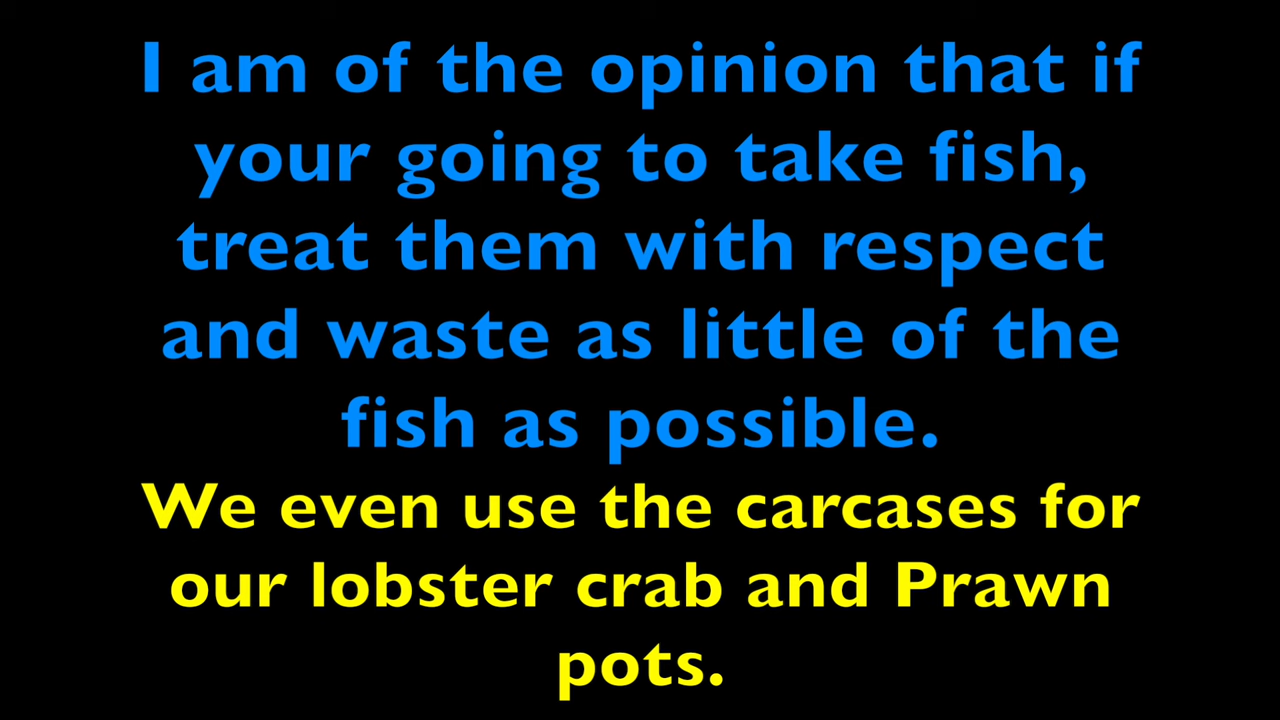 I am of the opinion that if
your going to take fish,
treat them with respect
and waste as little of the
fish as possible.
We even use the carcases for
our lobster crab and Prawn
pots.